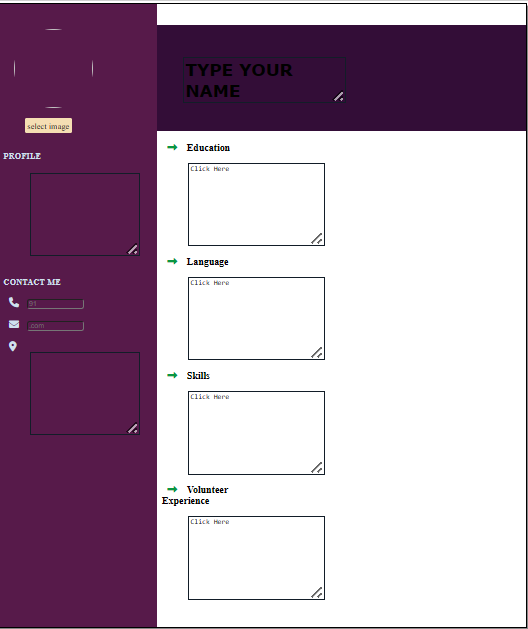 TYPE YOUR
NAME
select image
PROFILE
CONTACT ME
91
.com
Education
Click Here
Language
Click Here
Skills
Click Here
Volunteer
Experience
Click Here